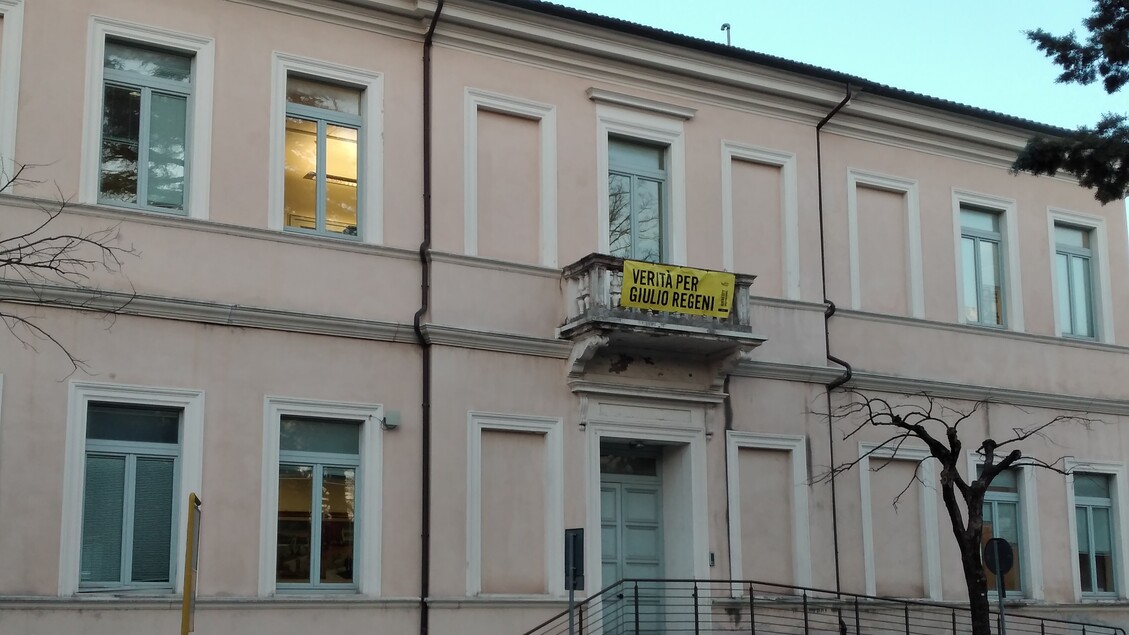 VERITÀ PER
GIULIO REGENI